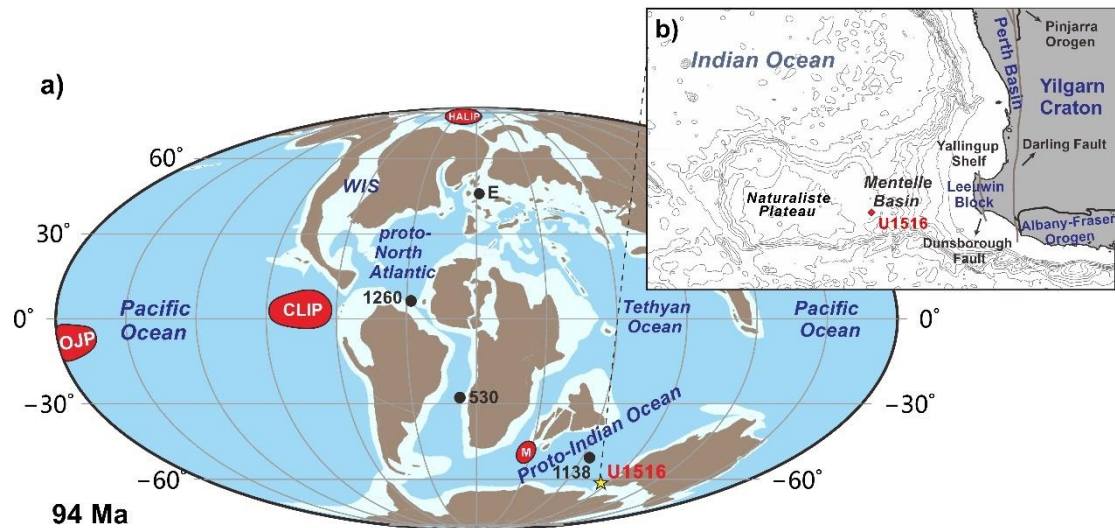 a)
60°
30°
0°
−30°
−60°
HALIP
WIS
E
proto-
North
Atlantic
1260
Pacific
Ocean
CLIP
OJP
Tethyan
Ocean
Pacific
Ocean
0°
−30°
−60°
530
M
Proto-Indian Ocean
1138
U1516
94 Ma
b)
Indian Ocean
Perth Basin
Pinjarra
Orogen
Yilgarn
Craton
Yallingup
Shelf
Darling Fault
Naturaliste
Plateau
Mentelle
Basin
U1516
Leeuwin
Block
Dunsborough
Fault
Albany-Fraser
Orogen